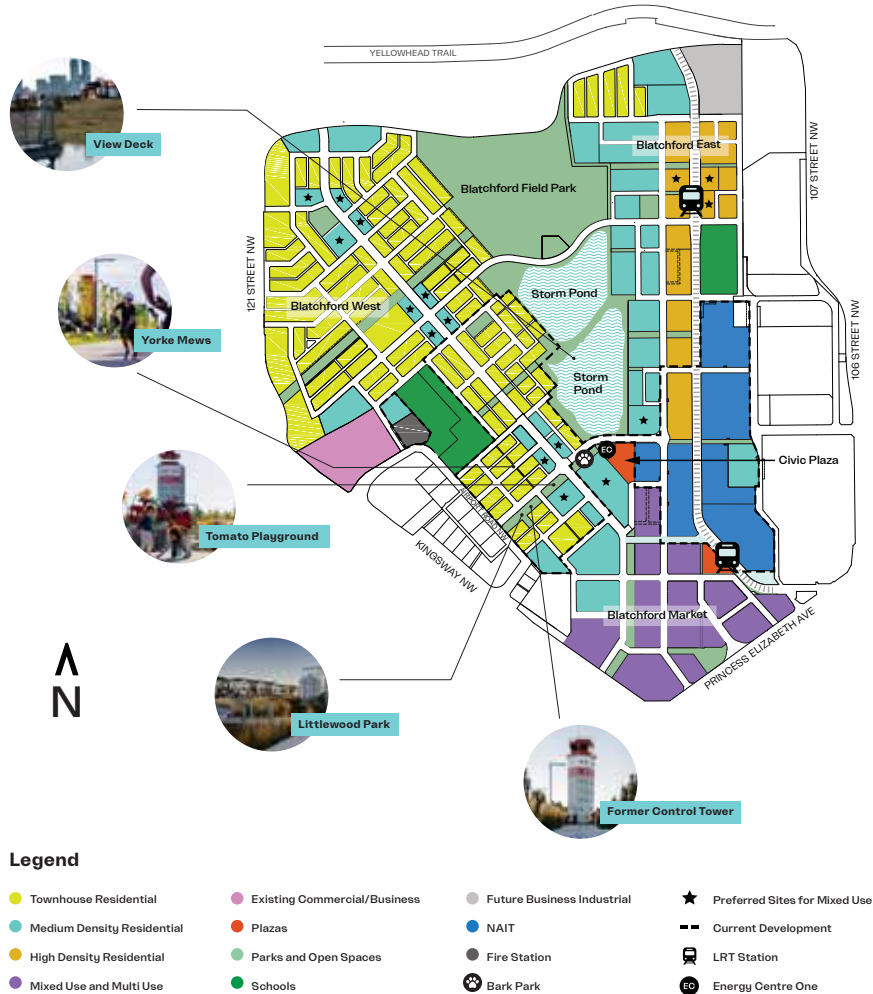 YELLOWHEAD TRAIL
View Deck
Blatchford East
107 STREET NW
Blatchford Field Park
121 STREET NW
Storm Pond
Blatchford West
106 STREET NW
Yorke Mews
Storm
Pond
EC
Civic Plaza
AIRPORT ROAD NW
Tomato Playground
KINGSWAY NW
Blatchford Market
PRINCESS ELIZABETH AVE
N
Littlewood Park
Former Control Tower
Legend
Townhouse Residential
Existing Commercial/Business
Future Business Industrial
Preferred Sites for Mixed Use
Medium Density Residential
Plazas
NAIT
Current Development
High Density Residential
Parks and Open Spaces
Fire Station
LRT Station
Mixed Use and Multi Use
Schools
Bark Park
EC
Energy Centre One